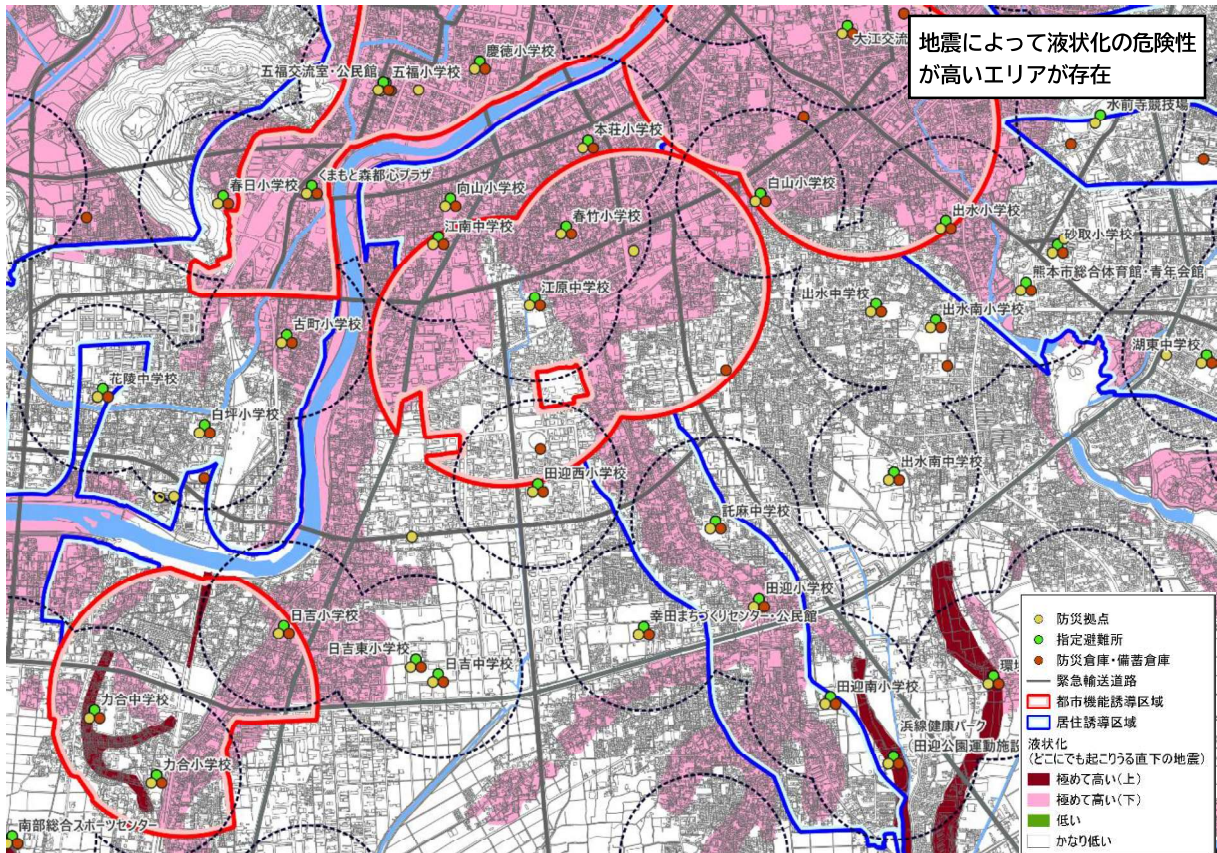 地震によって液状化の危険性
が高いエリアが存在
大江交流
慶徳小学校
五福交流室・公民館
五福小学校
水前寺競技場
本荘小学校
くまもと森都心プラザ
春日小学校
向山小学校
白山小学校
春竹小学校
出水小学校
砂取小学校
江南中学校
熊本市総合体育館・青年会館
江原中学校
出水中学校
出水南小学校
古町小学校
湖東中学校
花陵中学校
白坪小学校
出水南中学校
田迎西小学校
託麻中学校
田迎小学校
幸田まちづくりセンター・公民館
日吉小学校
日吉東小学校
日吉中学校
環境
田迎南小学校
力合中学校
浜線健康パーク
(田迎公園運動施設
力合小学校
南部総合スポーツセンター
防災拠点
指定避難所
防災倉庫・備蓄倉庫
緊急輸送道路
都市機能誘導区域
居住誘導区域
液状化
(どこにでも起こりうる直下の地震)
極めて高い(上)
極めて高い(下)
低い
かなり低い